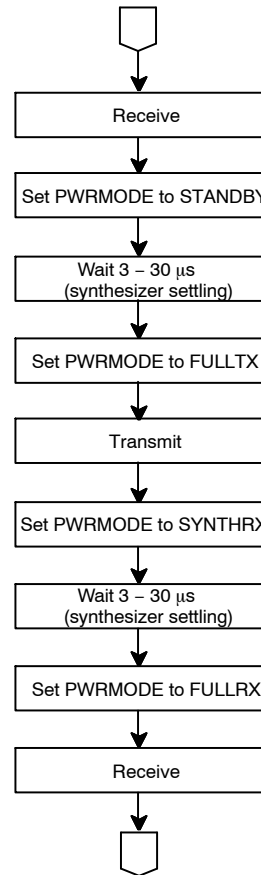 Receive
Set PWRMODE to STANDBY
Wait 3 – 30 μs
(synthesizer settling)
Set PWRMODE to FULLTX
Transmit
Set PWRMODE to SYNTHRX
Wait 3 – 30 μs
(synthesizer settling)
Set PWRMODE to FULLRX
Receive